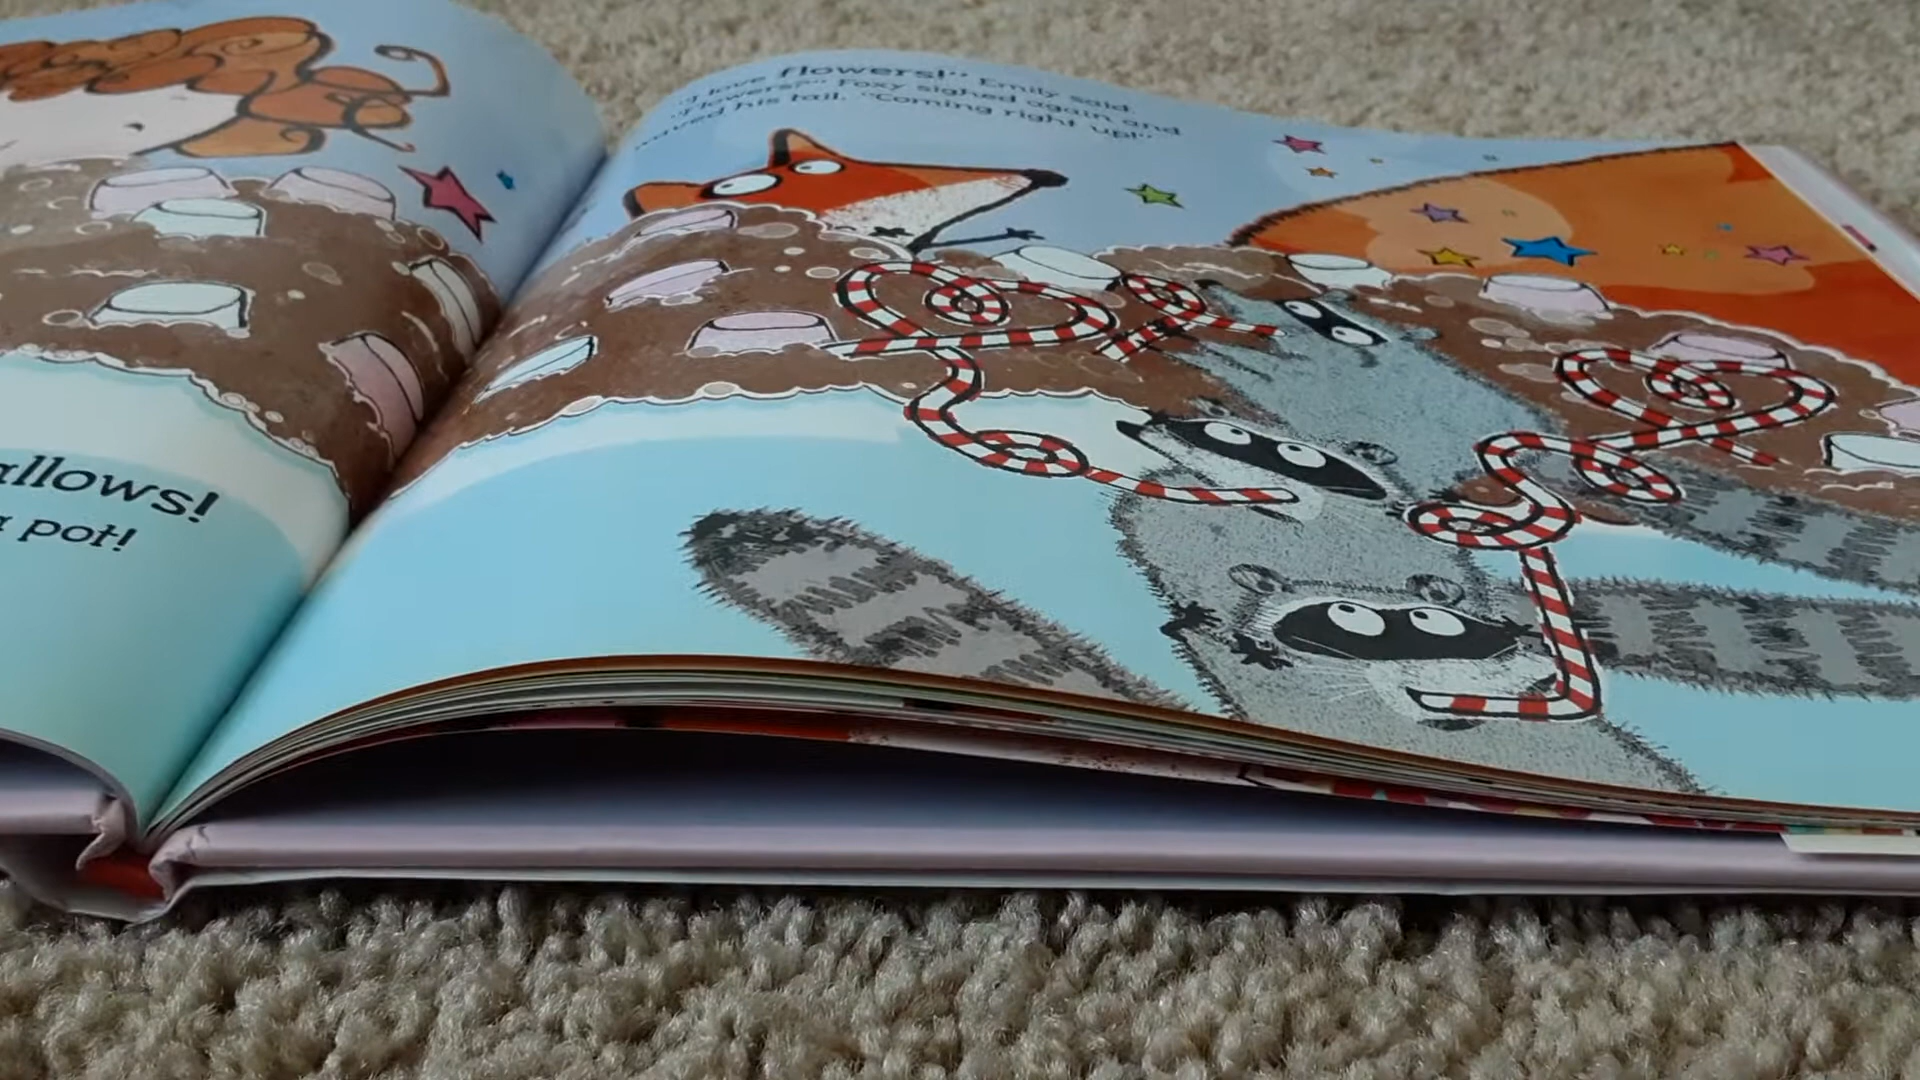 allows!
a pot!
"I love flowers!" Emily said.
"Flowers?" Foxy sighed again and
waved his tail. "Coming right up!"